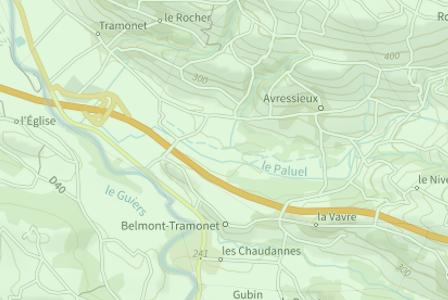 le Rocher
Tramonet
Ro
400
300
Avressieux
l'Église
le Paluel
D40
le Guiers
le Nive
la Vavre
Belmont-Tramonet
241
les Chaudannes
300
Gubin